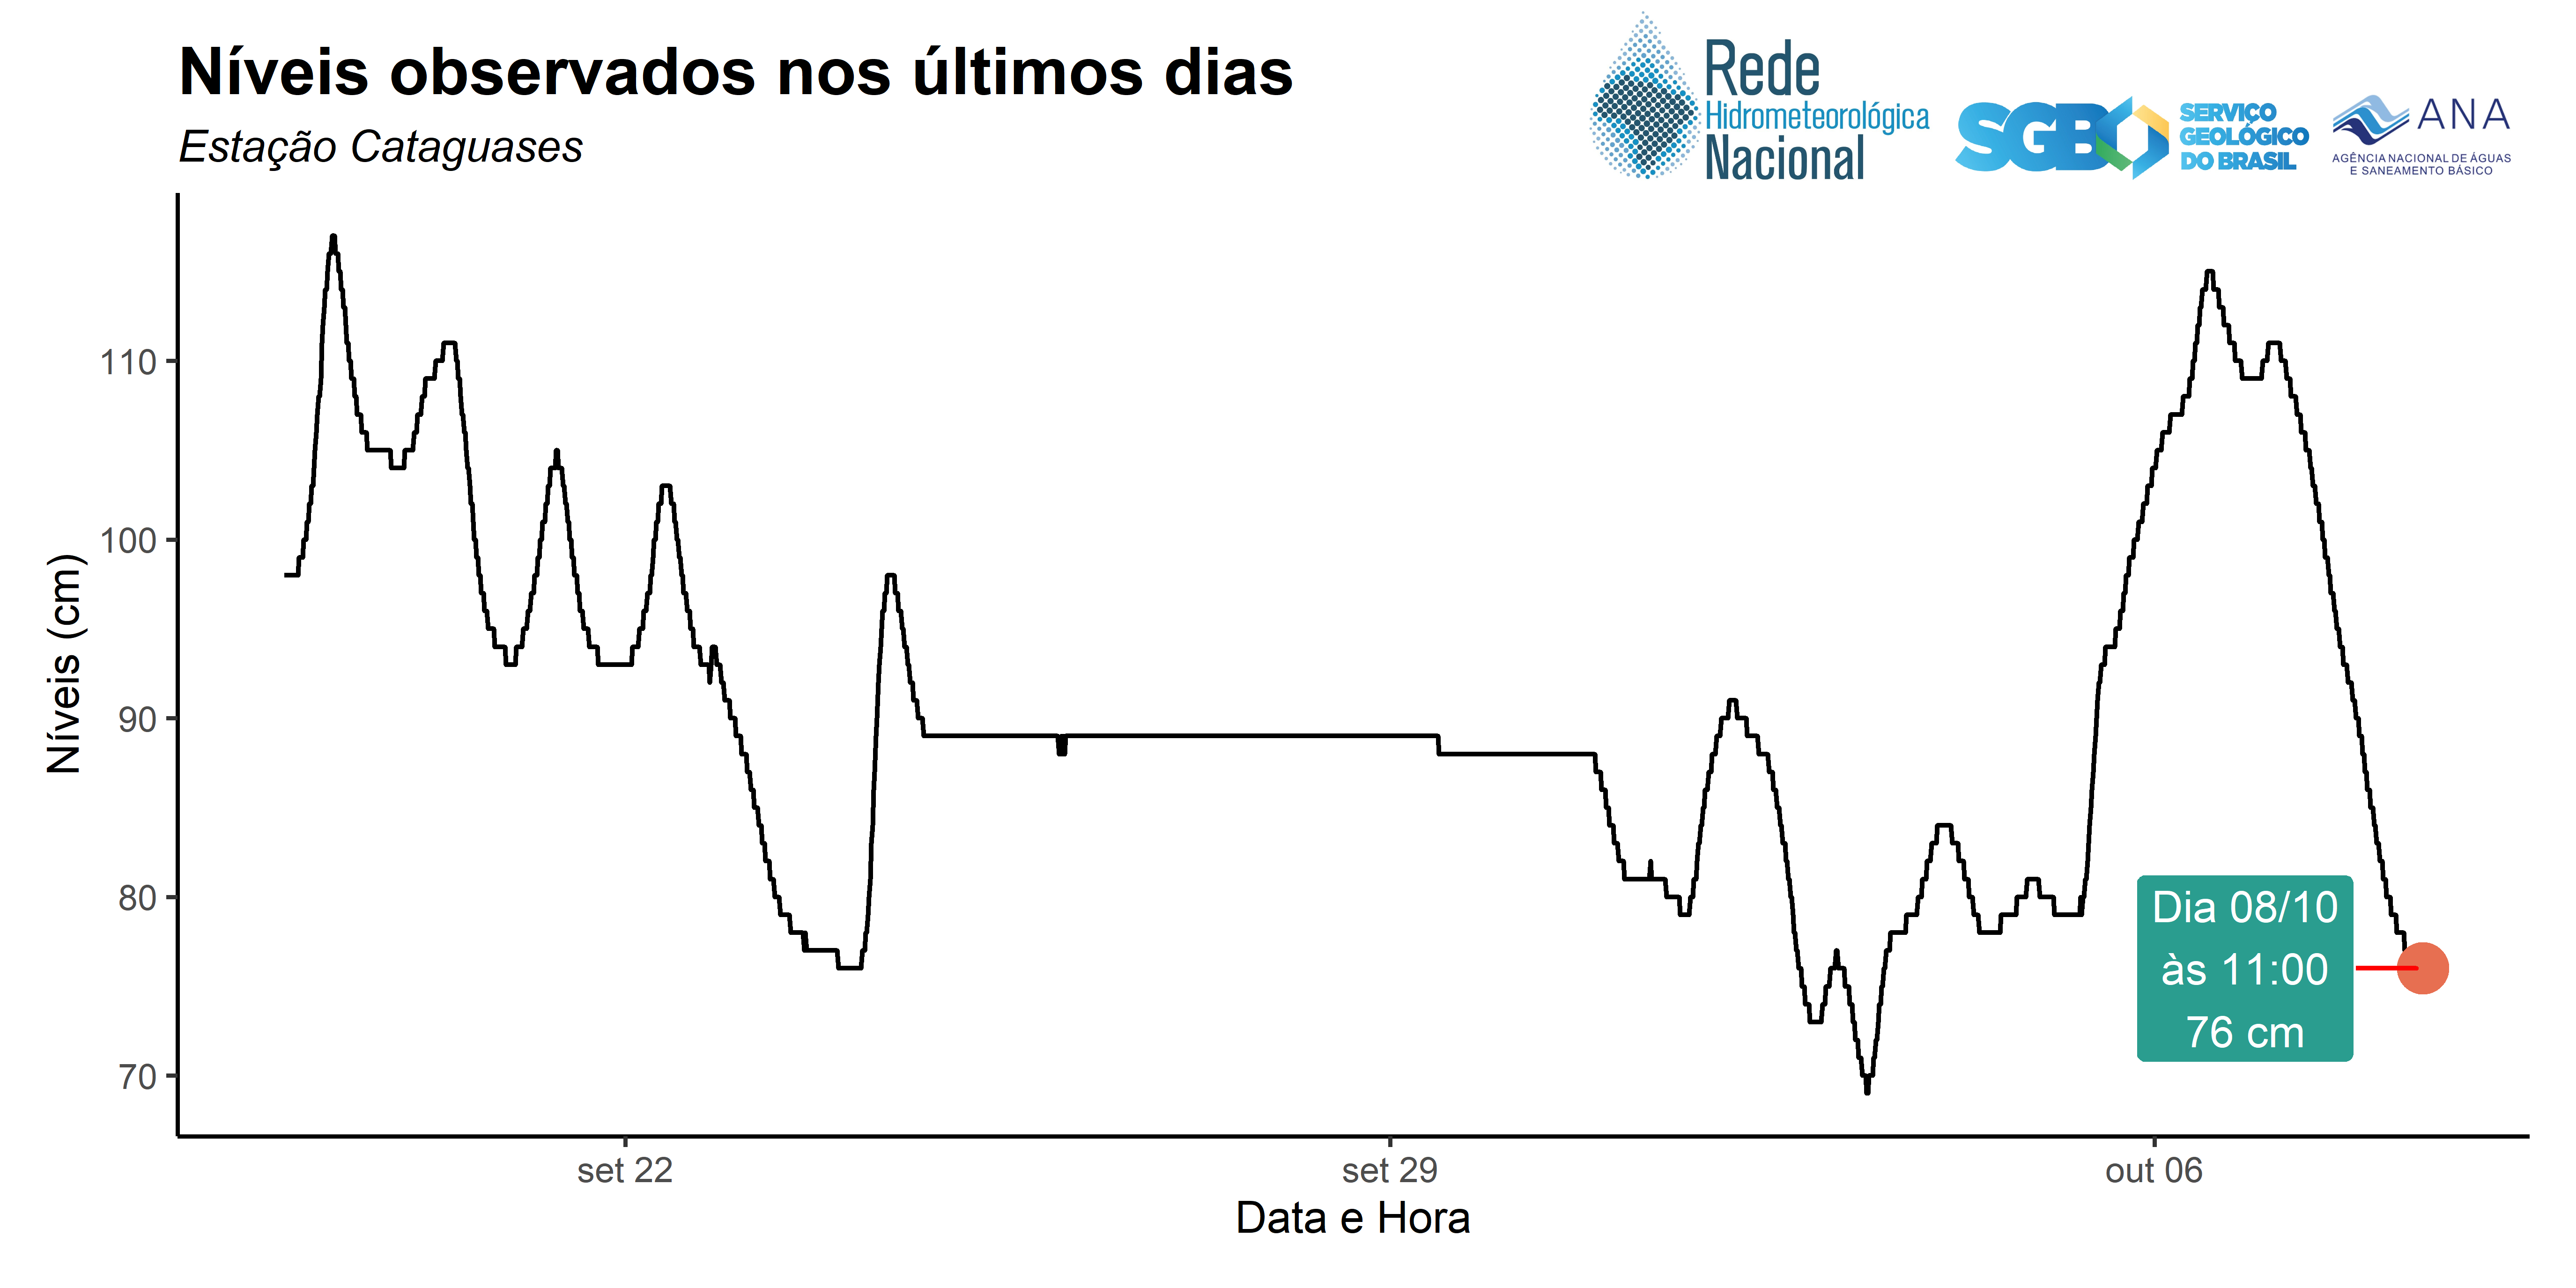 Níveis observados nos últimos dias
Estação Cataguases
Rede
Hidrometeorológica
Nacional
SGB
SERVIÇO
GEOLÓGICO
DO BRASIL
ANA
AGÊNCIA NACIONAL DE ÁGUAS
E SANEAMENTO BÁSICO
Níveis (cm)
110
100
90
80
70
Dia 08/10
às 11:00
76 cm
set 22
set 29
out 06
Data e Hora